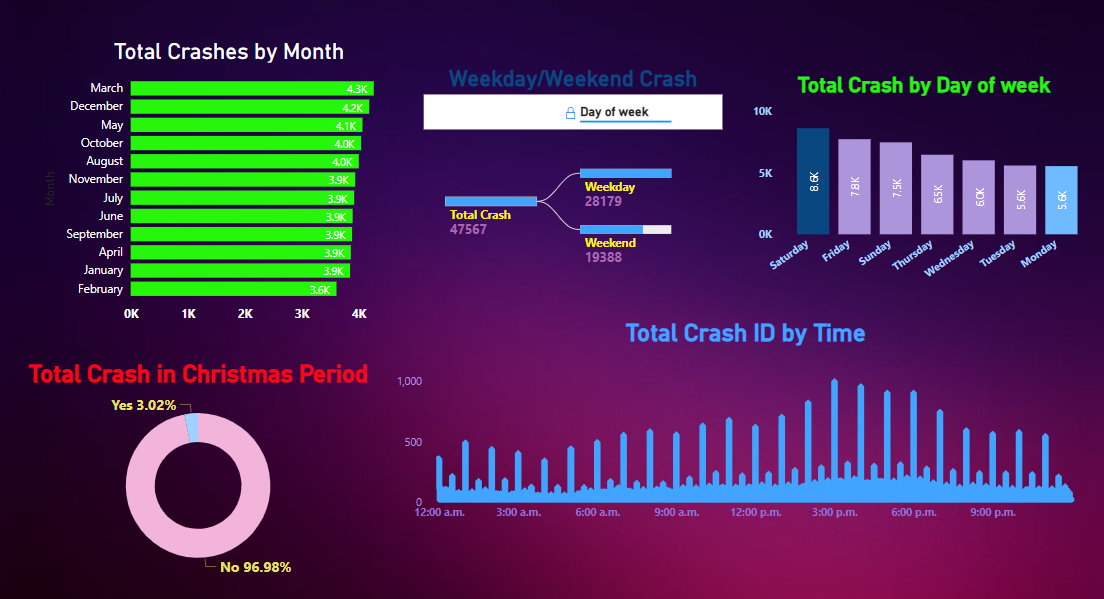 Total Crashes by Month
Month
March
4.3K
December
4.2K
May
4.1K
October
4.0K
August
4.0K
November
3.9K
July
3.9K
June
3.9K
September
3.9K
April
3.9K
January
3.9K
February
3.6K
0K 1K 2K 3K 4K
Weekday/Weekend Crash
Day of week
Total Crash
47567
Weekday
28179
Weekend
19388
Total Crash by Day of week
10K
5K
0K
8.6K
7.8K
7.5K
6.5K
6.0K
5.6K
5.6K
Saturday
Friday
Sunday
Thursday
Wednesday
Tuesday
Monday
Total Crash in Christmas Period
Yes 3.02%
No 96.98%
Total Crash ID by Time
1,000
500
0
12:00 a.m. 3:00 a.m. 6:00 a.m. 9:00 a.m. 12:00 p.m. 3:00 p.m. 6:00 p.m. 9:00 p.m.